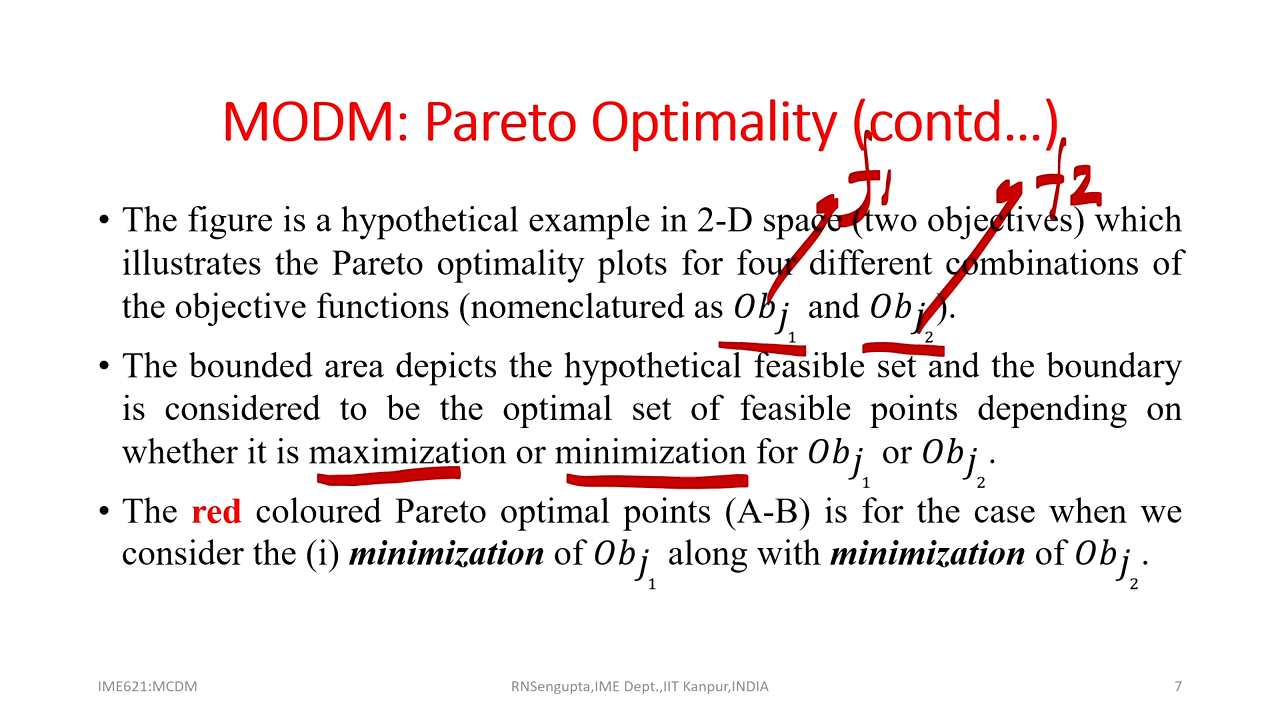 MODM: Pareto Optimality (contd…)
f1 f2
• The figure is a hypothetical example in 2-D space (two objectives) which
illustrates the Pareto optimality plots for four different combinations of
the objective functions (nomenclatured as Obj1 and Obj2).
• The bounded area depicts the hypothetical feasible set and the boundary
is considered to be the optimal set of feasible points depending on
whether it is maximization or minimization for Obj1 or Obj2.
• The red coloured Pareto optimal points (A-B) is for the case when we
consider the (i) minimization of Obj1 along with minimization of Obj2.
IME621:MCDM RNSengupta,IME Dept.,IIT Kanpur,INDIA 7